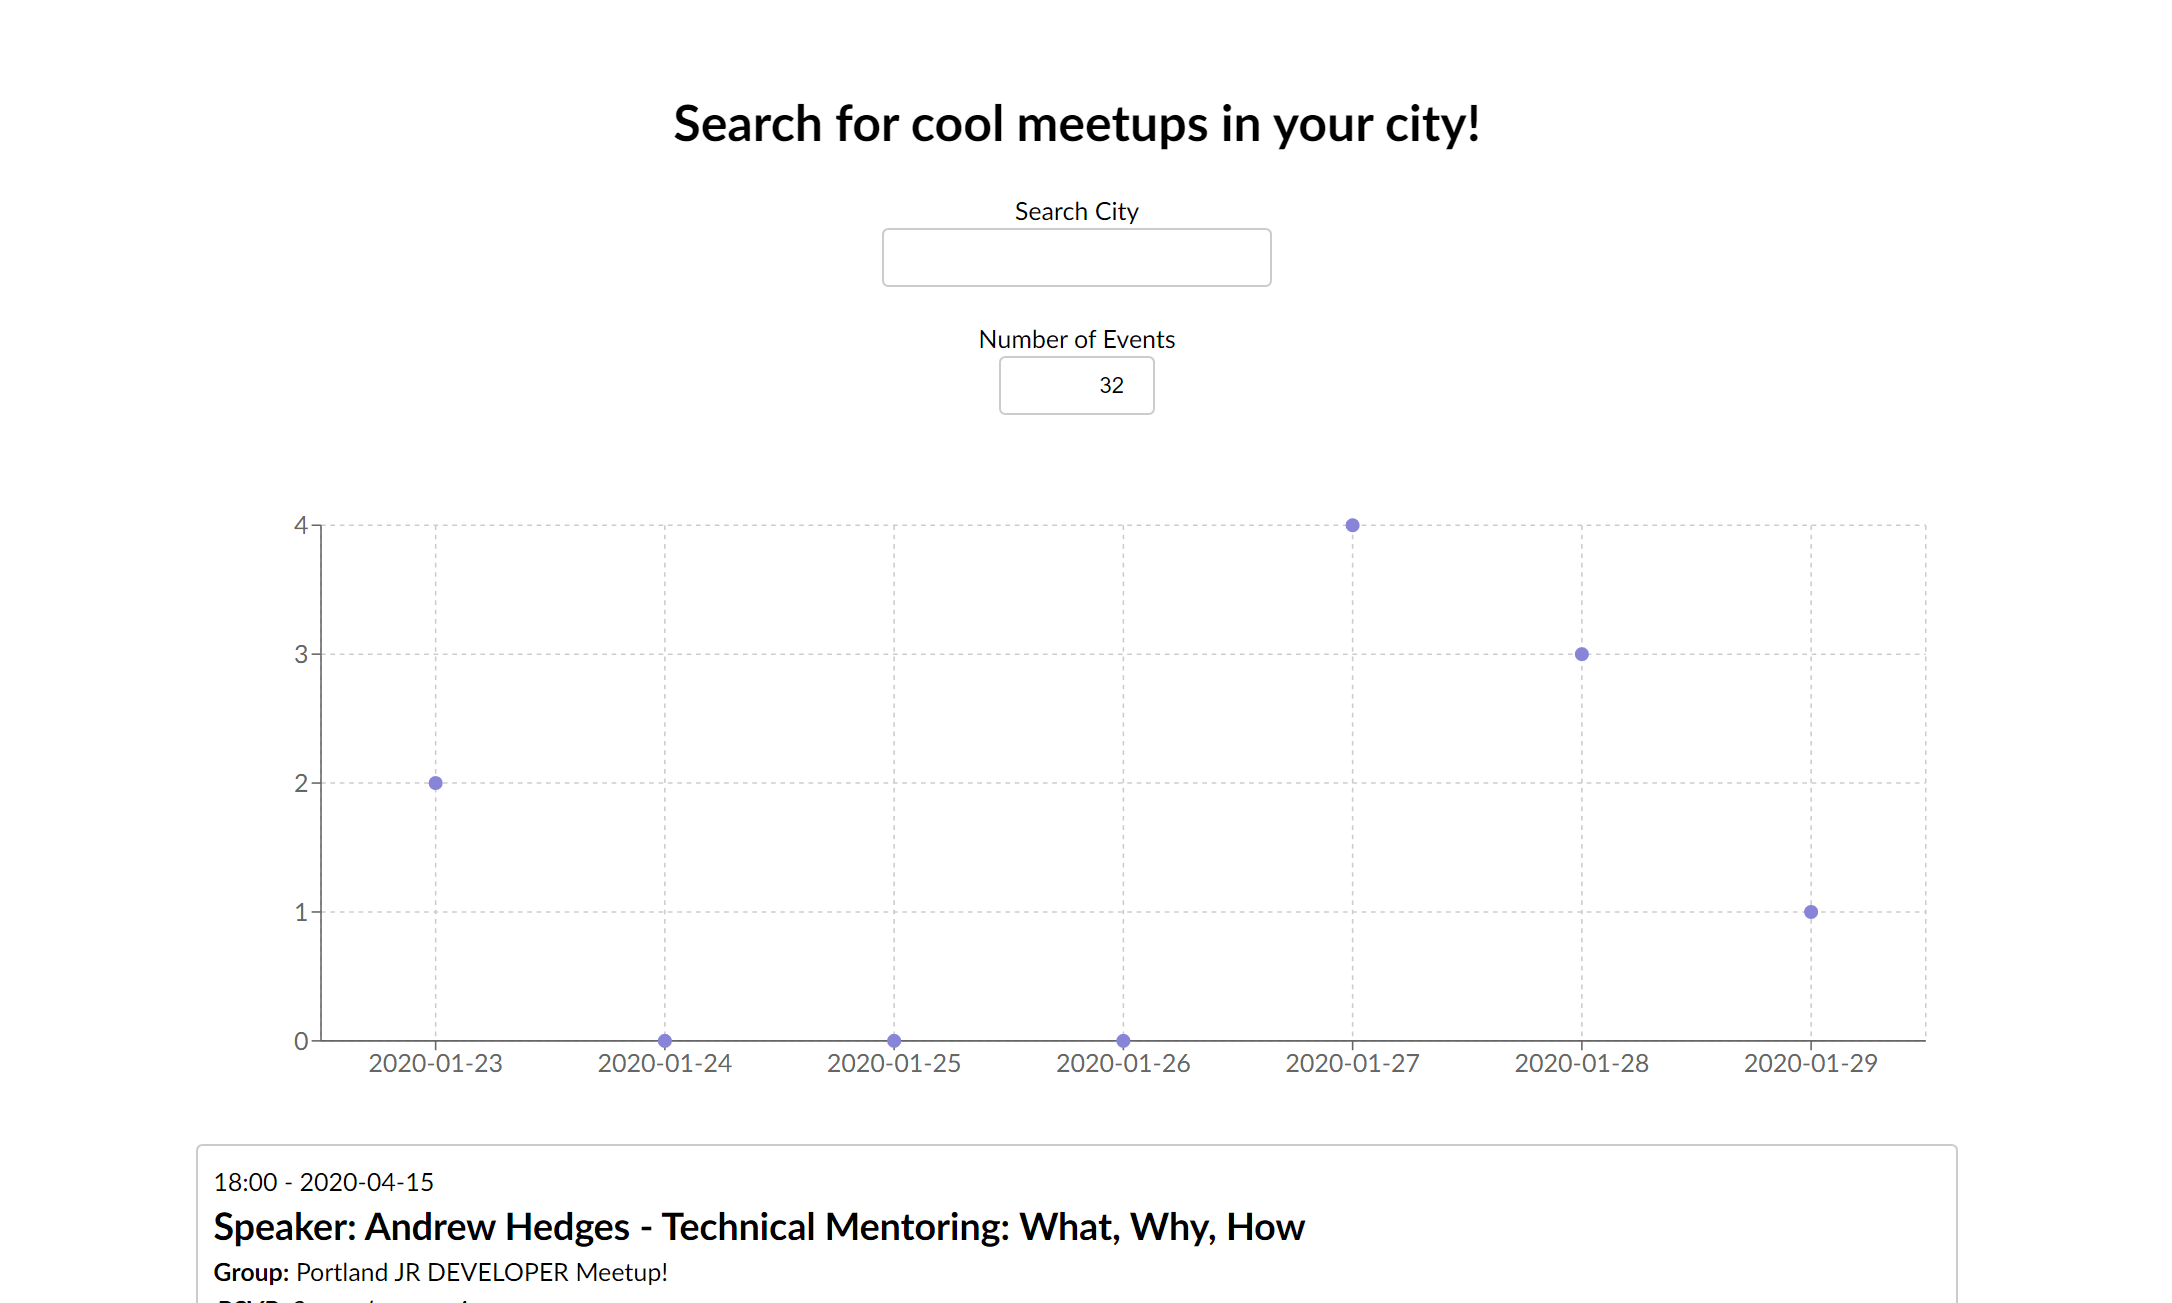 Search for cool meetups in your city!
Search City
Number of Events
32
4
3
2
1
0
2020-01-23 2020-01-24 2020-01-25 2020-01-26 2020-01-27 2020-01-28 2020-01-29
18:00 - 2020-04-15
Speaker: Andrew Hedges - Technical Mentoring: What, Why, How
Group: Portland JR DEVELOPER Meetup!